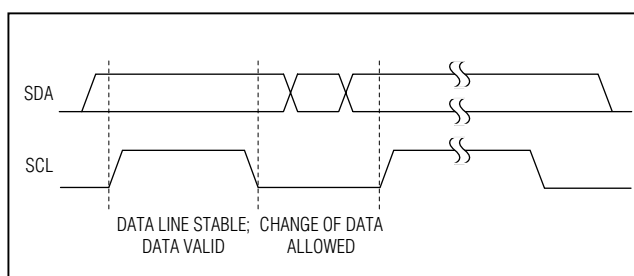 SDA
SCL
DATA LINE STABLE;
DATA VALID
CHANGE OF DATA
ALLOWED